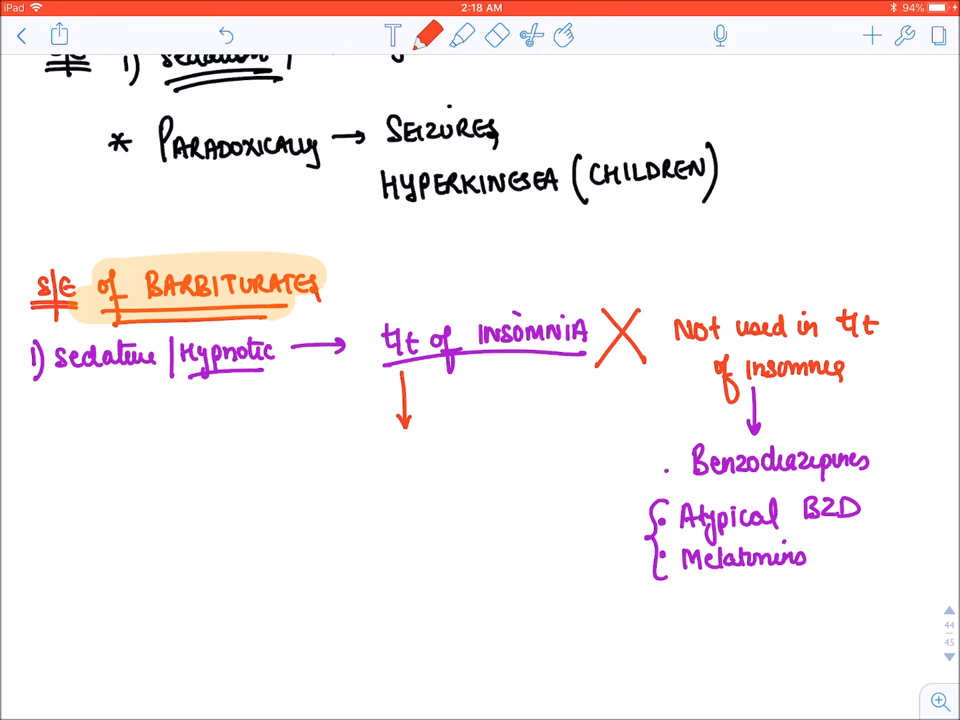 iPad 2:18 AM 94%
T
S/E 1) Sedation |
* PARADOXICALLY → SEIZURES
HYPERKINESEA (CHILDREN)
S/E of BARBITURATES
1) Sedative | Hypnotic → t/t of INSOMNIA X Not used in t/t
of insomnia
Benzodiazepines
• Atypical BZD
• Melatonins
44
45